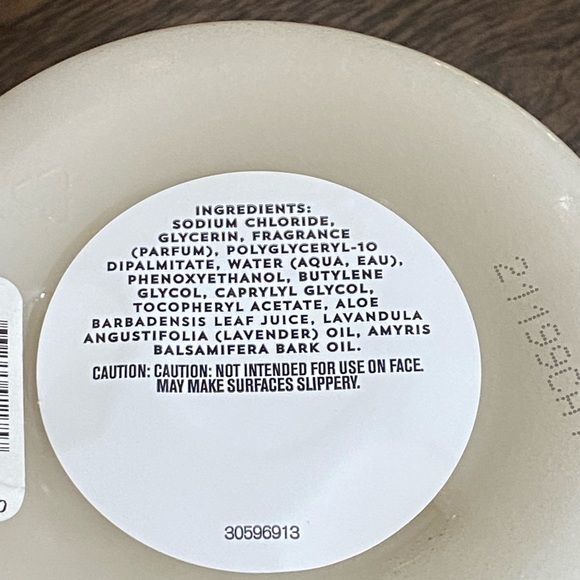 INGREDIENTS:
SODIUM CHLORIDE,
GLYCERIN, FRAGRANCE
(PARFUM), POLYGLYCERYL-10
DIPALMITATE, WATER (AQUA, EAU),
PHENOXYETHANOL, BUTYLENE
GLYCOL, CAPRYLYL GLYCOL,
TOCOPHERYL ACETATE, ALOE
BARBADENSIS LEAF JUICE, LAVANDULA
ANGUSTIFOLIA (LAVENDER) OIL, AMYRIS
BALSAMIFERA BARK OIL.
CAUTION: CAUTION: NOT INTENDED FOR USE ON FACE.
MAY MAKE SURFACES SLIPPERY.
30596913